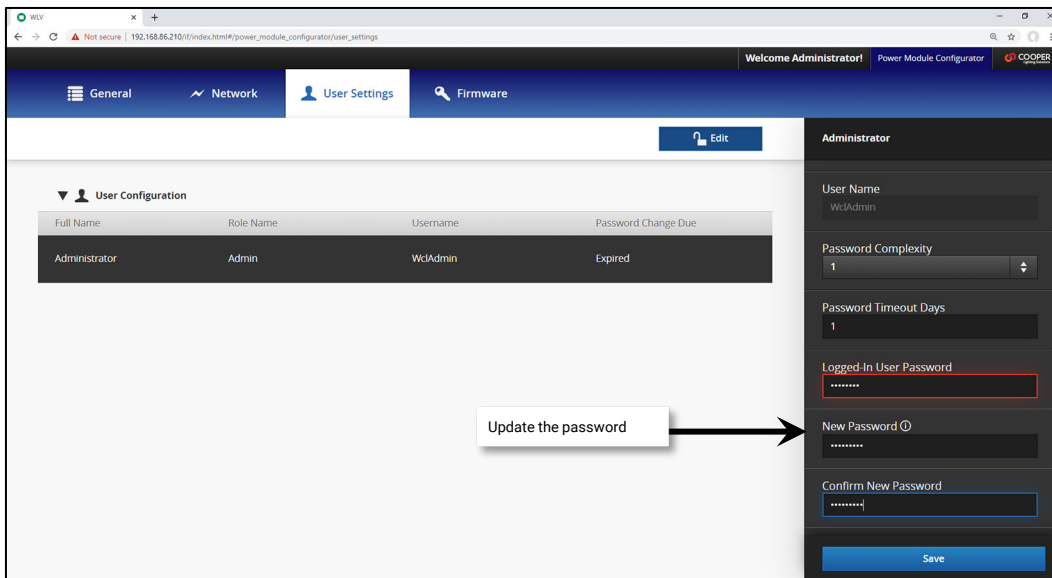 WLV
Not secure | 192.168.86.210/if/index.html#/power_module_configurator/user_settings
Welcome Administrator! Power Module Configurator COOPER
Lighting Solutions
General Network User Settings Firmware
Edit
Administrator
User Configuration
Full Name Role Name Username Password Change Due
Administrator Admin WclAdmin Expired
User Name
WclAdmin
Password Complexity
1
Password Timeout Days
1
Logged-In User Password
••••••••
Update the password
New Password
•••••••••
Confirm New Password
•••••••••
Save